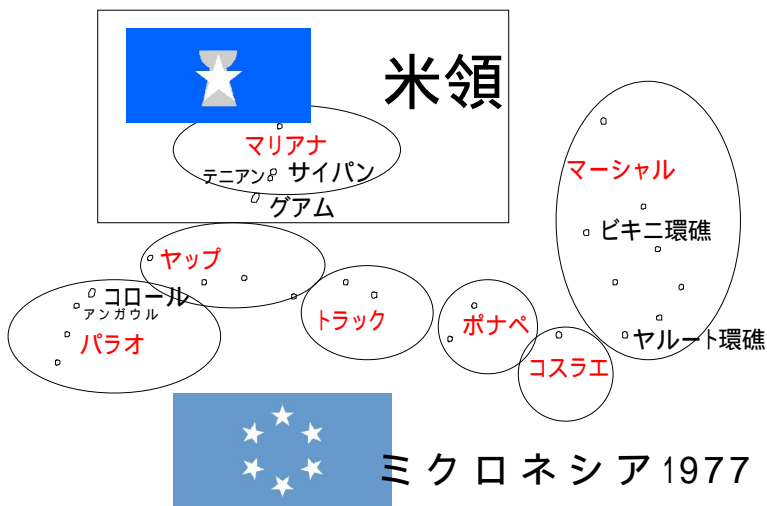 米領
マリアナ
テニアン
サイパン
グアム
マーシャル
ビキニ環礁
ヤップ
コロール
アンガウル
パラオ
トラック
ポナペ
コスラエ
ヤルート環礁
ミクロネシア1977